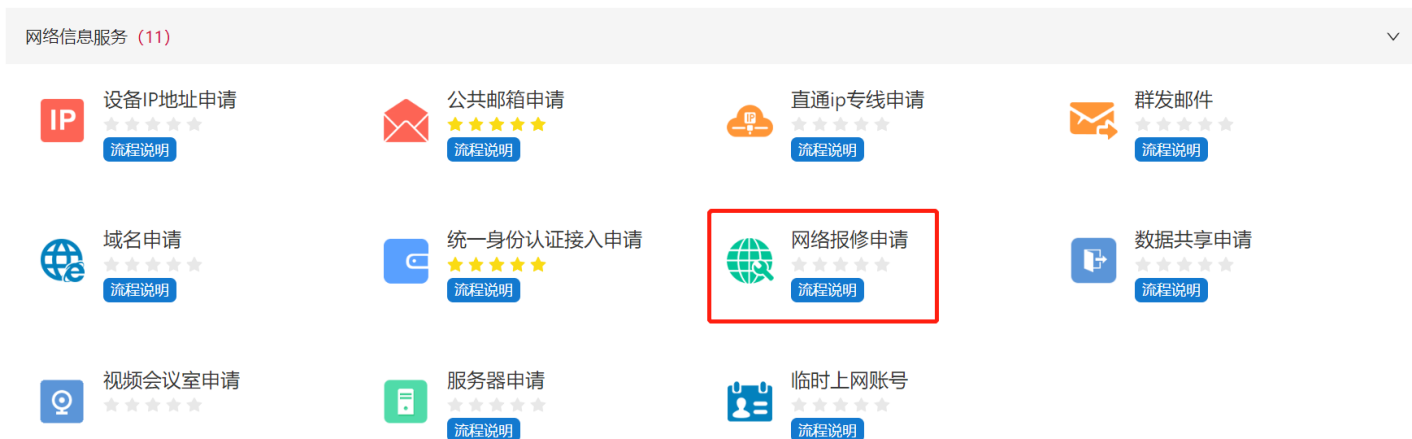 网络信息服务（11）
设备IP地址申请
流程说明
公共邮箱申请
流程说明
直通ip专线申请
流程说明
群发邮件
流程说明
域名申请
流程说明
统一身份认证接入申请
流程说明
网络报修申请
流程说明
数据共享申请
流程说明
视频会议室申请
服务器申请
流程说明
临时上网账号
流程说明
IP
IP